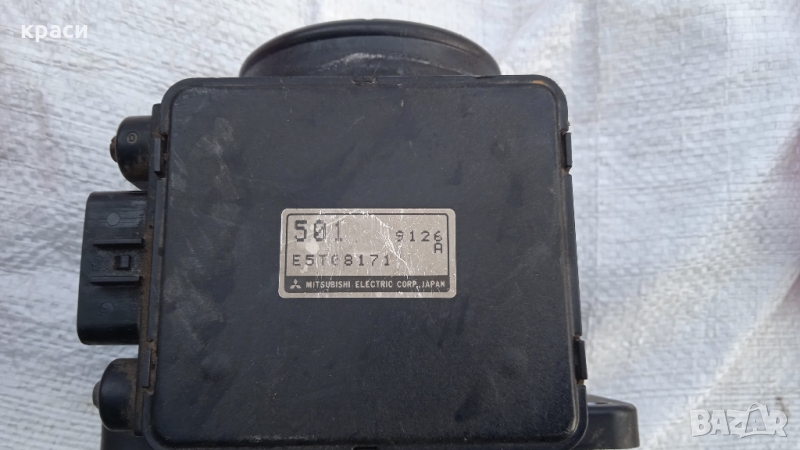 краси
501 9126
A
E5T08171
MITSUBISHI ELECTRIC CORP. JAPAN
BAZAR